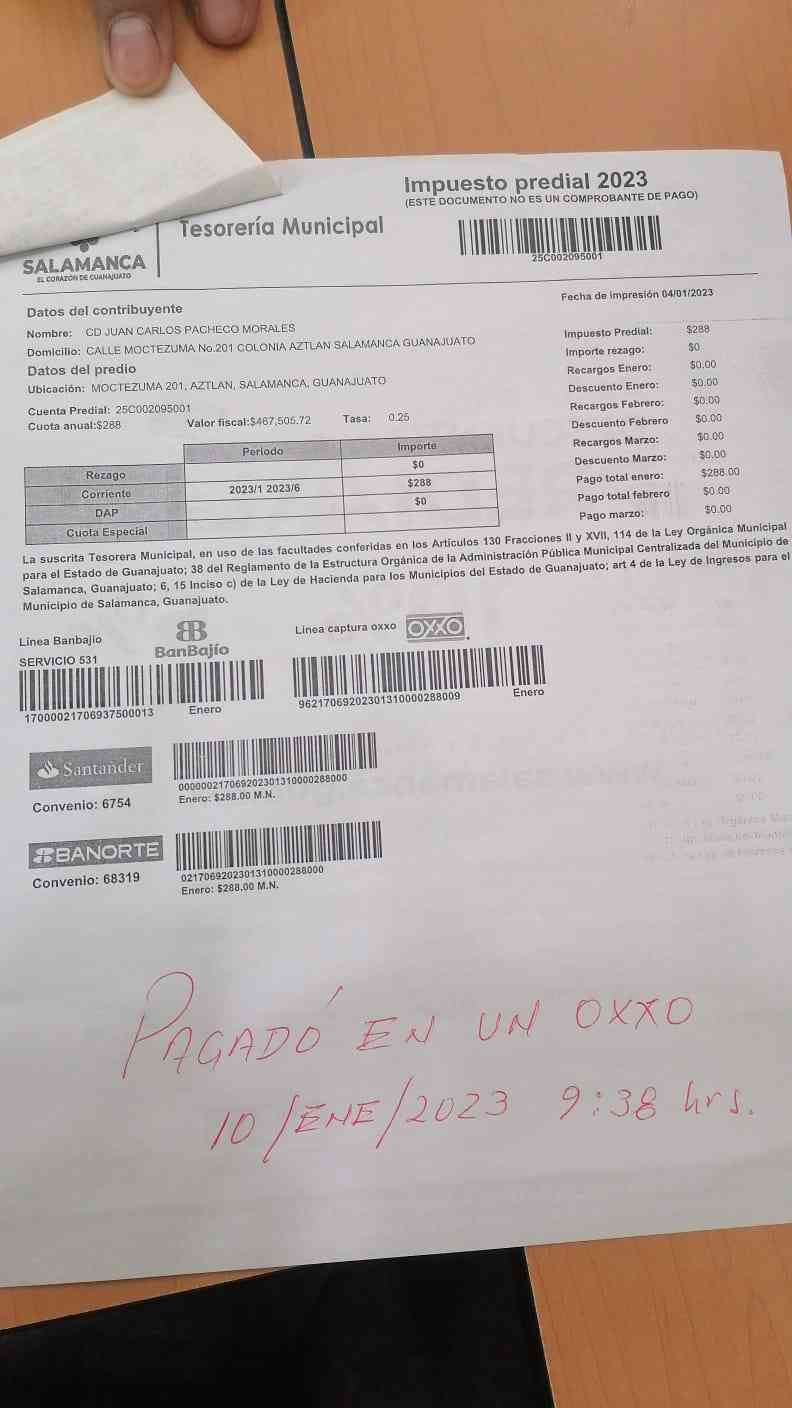 Impuesto predial 2023
(ESTE DOCUMENTO NO ES UN COMPROBANTE DE PAGO)
Tesorería Municipal
25C002095001
SALAMANCA
EL CORAZÓN DE GUANAJUATO
Fecha de impresión 04/01/2023
Datos del contribuyente
Nombre: CD JUAN CARLOS PACHECO MORALES
Domicilio: CALLE MOCTEZUMA No.201 COLONIA AZTLAN SALAMANCA GUANAJUATO
Datos del predio
Ubicación: MOCTEZUMA 201, AZTLAN, SALAMANCA, GUANAJUATO
Cuenta Predial: 25C002095001
Cuota anual:$288 Valor fiscal:$467,505.72 Tasa: 0.25
Impuesto Predial: $288
Importe rezago: $0
Recargos Enero: $0.00
Descuento Enero: $0.00
Recargos Febrero: $0.00
Descuento Febrero $0.00
Recargos Marzo: $0.00
Descuento Marzo: $0.00
Pago total enero: $288.00
Pago total febrero $0.00
Pago marzo: $0.00
Periodo Importe
Rezago $0
Corriente 2023/1 2023/6 $288
DAP $0
Cuota Especial
La suscrita Tesorera Municipal, en uso de las facultades conferidas en los Artículos 130 Fracciones II y XVII, 114 de la Ley Orgánica Municipal
para el Estado de Guanajuato; 38 del Reglamento de la Estructura Orgánica de la Administración Pública Municipal Centralizada del Municipio de
Salamanca, Guanajuato; 6, 15 Inciso c) de la Ley de Hacienda para los Municipios del Estado de Guanajuato; art 4 de la Ley de Ingresos para el
Municipio de Salamanca, Guanajuato.
Línea Banbajio BanBajío
SERVICIO 531
17000021706937500013 Enero
Línea captura oxxo OXXO
96217069202301310000288009 Enero
Santander
Convenio: 6754
000000217069202301310000288000
Enero: $288.00 M.N.
BANORTE
Convenio: 68319
0217069202301310000288000
Enero: $288.00 M.N.
PAGADÓ EN UN OXXO
10/ENE/2023 9:38 hrs.